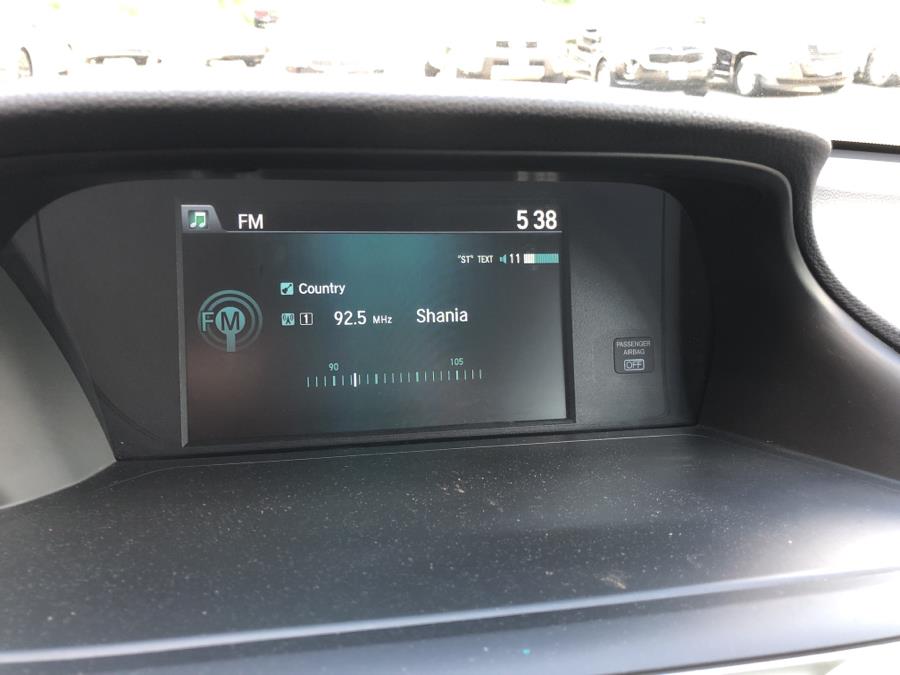 FM 5 38
"ST" TEXT 11
Country
FM
1 92.5 MHz Shania
90 105
PASSENGER
AIRBAG
OFF